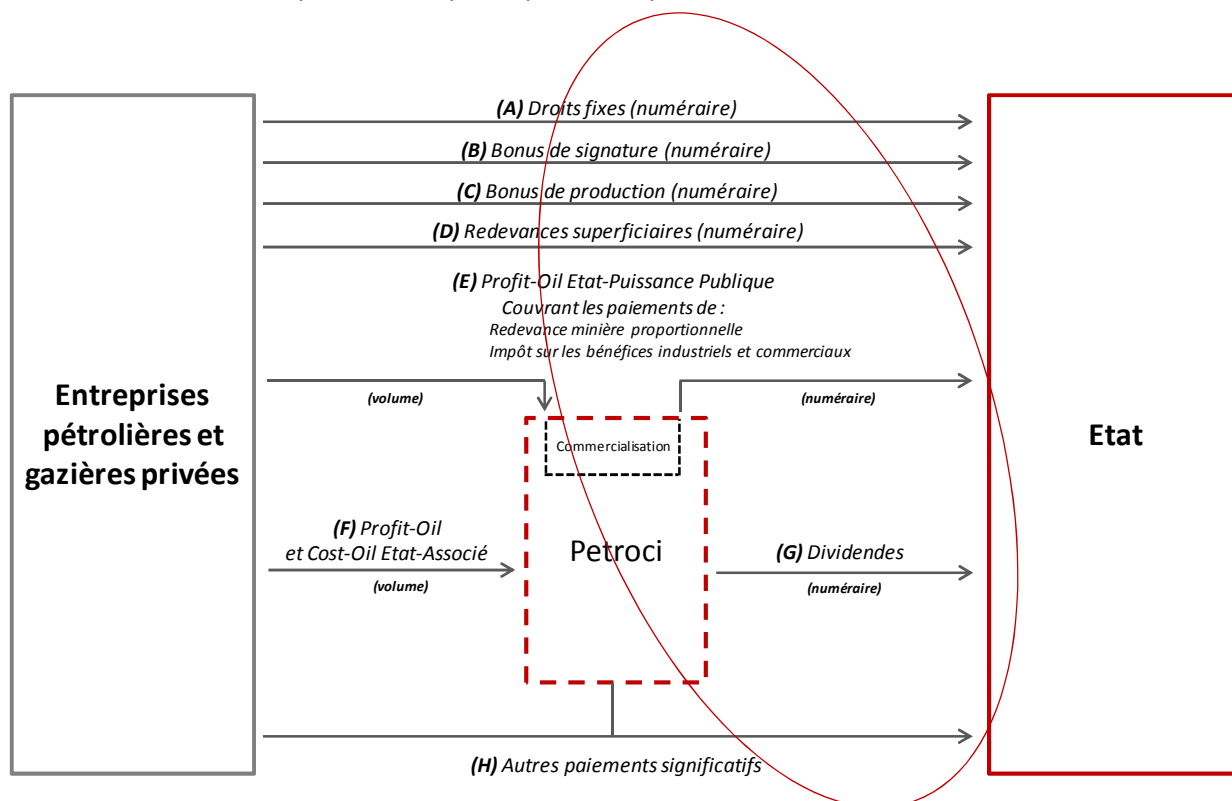 (A) Droits fixes (numéraire)
(B) Bonus de signature (numéraire)
(C) Bonus de production (numéraire)
(D) Redevances superficiaires (numéraire)
(E) Profit-Oil Etat-Puissance Publique
Couvrant les paiements de :
Redevance minière proportionnelle
Impôt sur les bénéfices industriels et commerciaux
Entreprises
pétrolières et
gazières privées
(volume)
(numéraire)
Commercialisation
Etat
(F) Profit-Oil
et Cost-Oil Etat-Associé
(volume)
Petroci
(G) Dividendes
(numéraire)
(H) Autres paiements significatifs